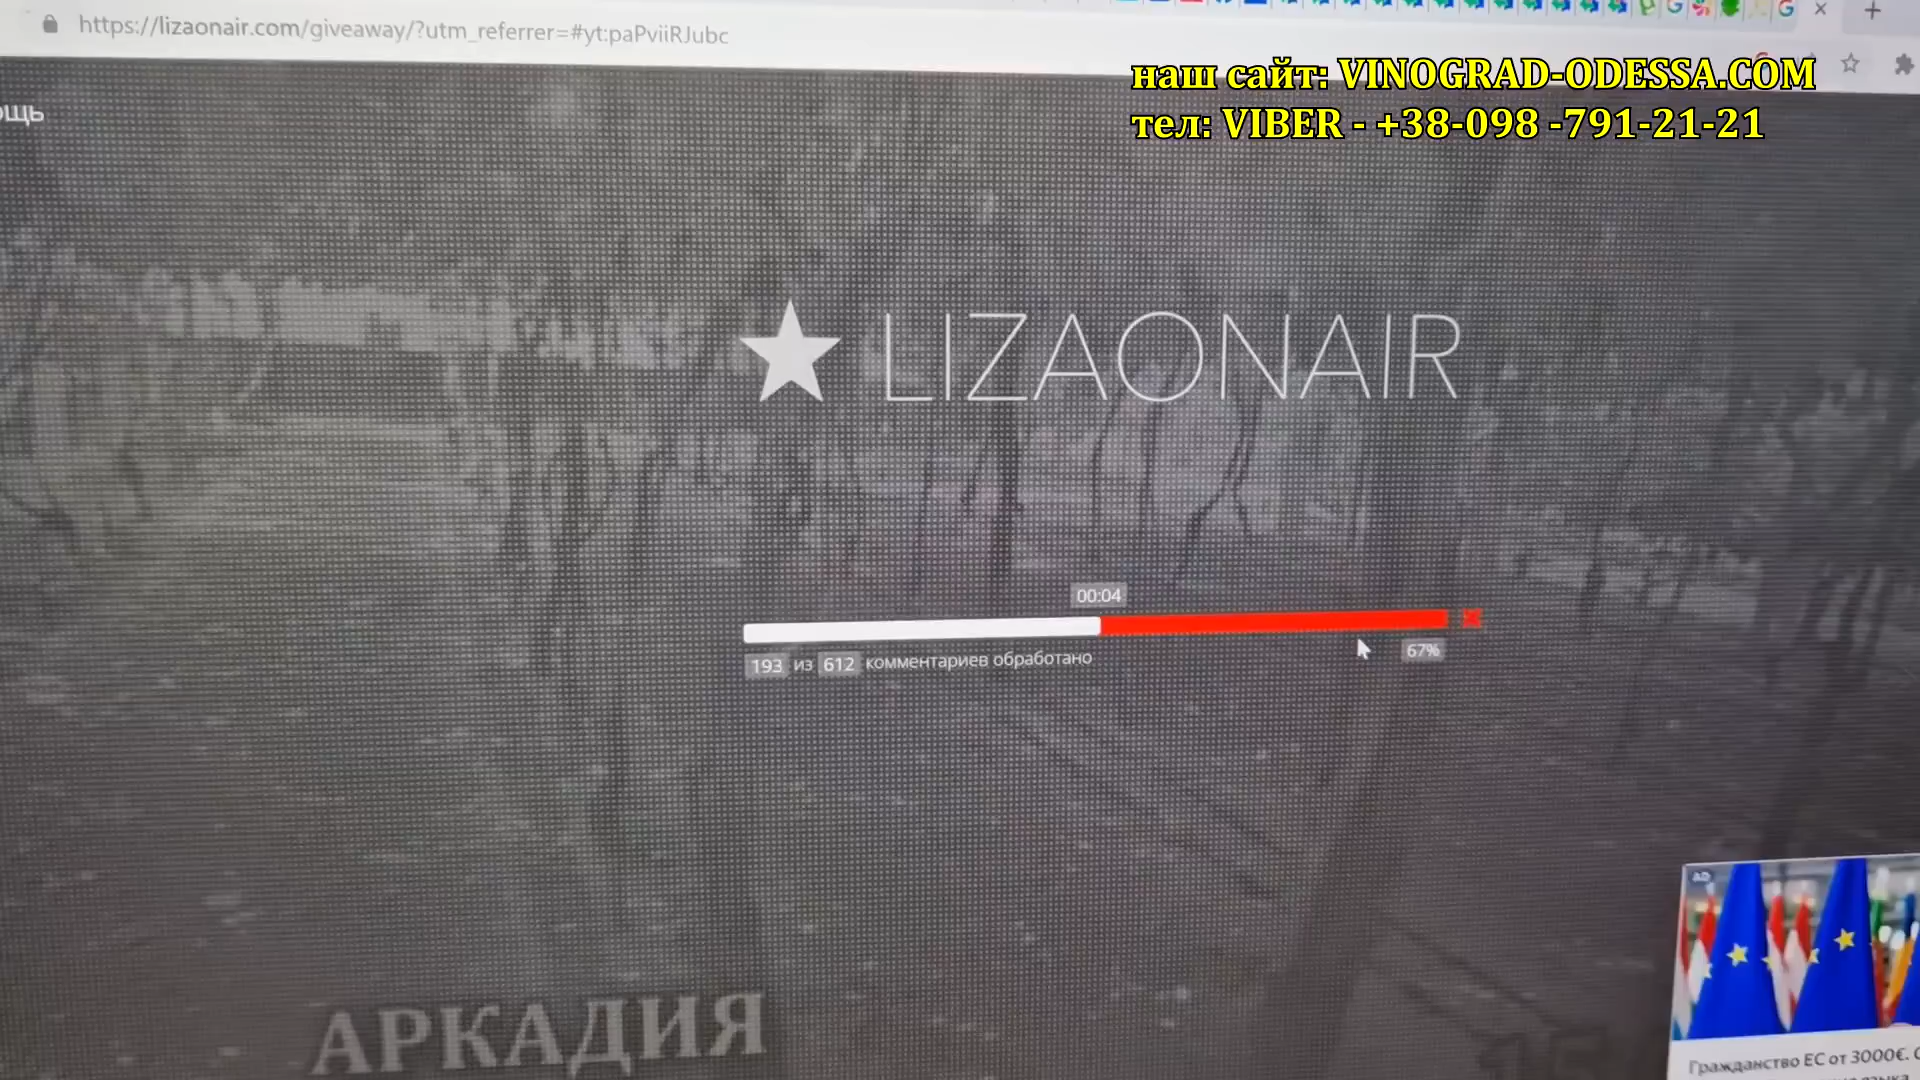 https://lizaonair.com/giveaway/?utm_referrer=#yt:paPviiRJubc
наш сайт: VINOGRAD-ODESSA.COM
тел: VIBER - +38-098 -791-21-21
ощь
LIZAONAIR
00:04
193 из 612 комментариев обработано
67%
AD
АРКАДИЯ
Гражданство ЕС от 3000€. С